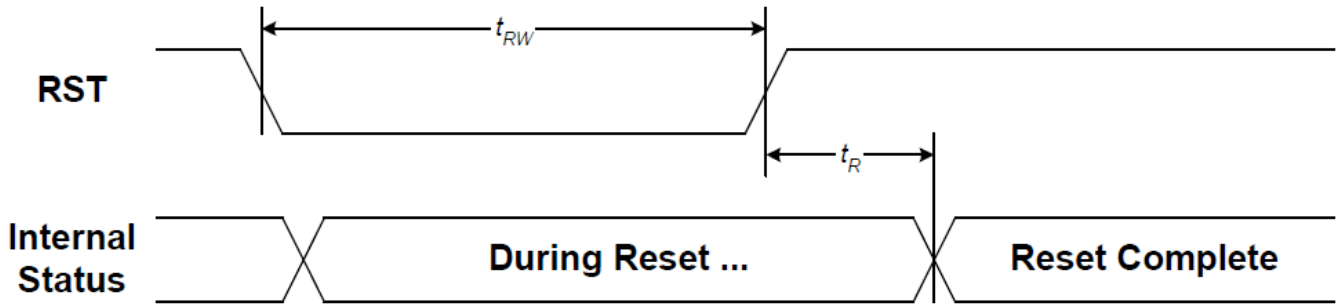 t_RW
RST
t_R
Internal
Status
During Reset ...
Reset Complete